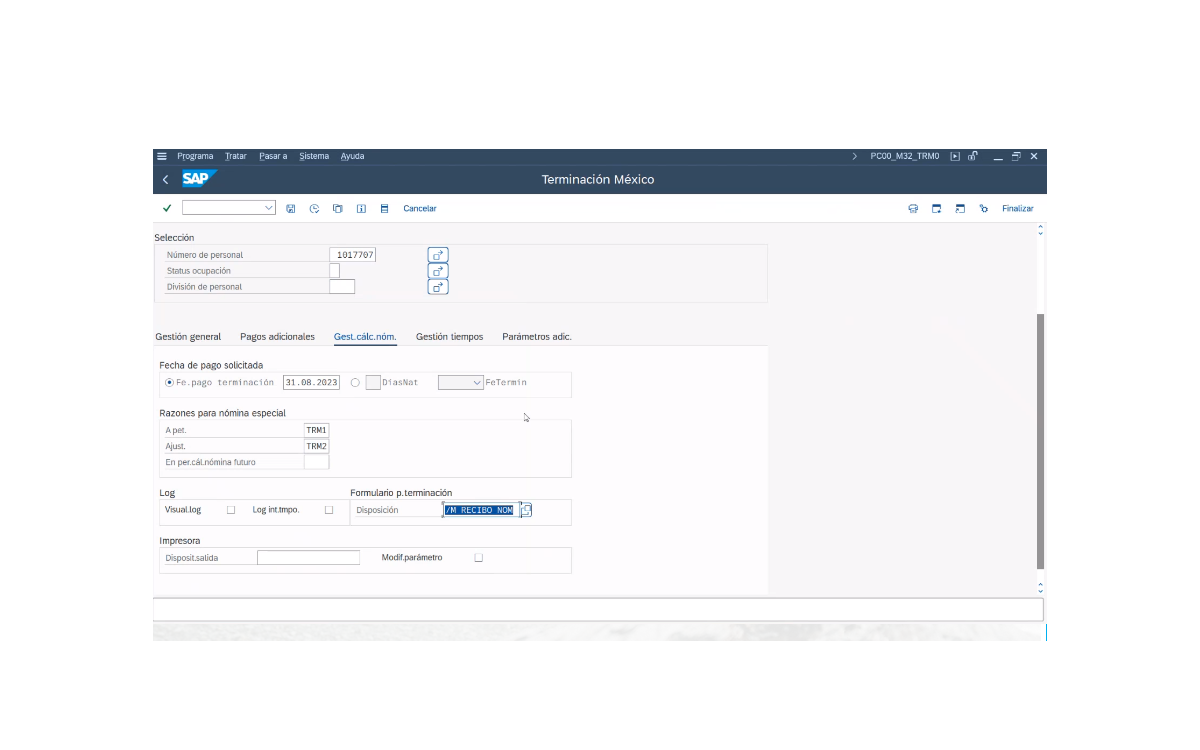 Programa Tratar Pasar a Sistema Ayuda PC00_M32_TRM0
SAP Terminación México
Cancelar Finalizar
Selección
Número de personal 1017707
Status ocupación
División de personal
Gestión general Pagos adicionales Gest.cálc.nóm. Gestión tiempos Parámetros adic.
Fecha de pago solicitada
Fe.pago terminación 31.08.2023 DíasNat FeTermin
Razones para nómina especial
A pet. TRM1
Ajust. TRM2
En per.cál.nómina futuro
Log Formulario p.terminación
Visual.log Log int.tmpo. Disposición /M RECIBO NOM
Impresora
Disposit.salida Modif.parámetro